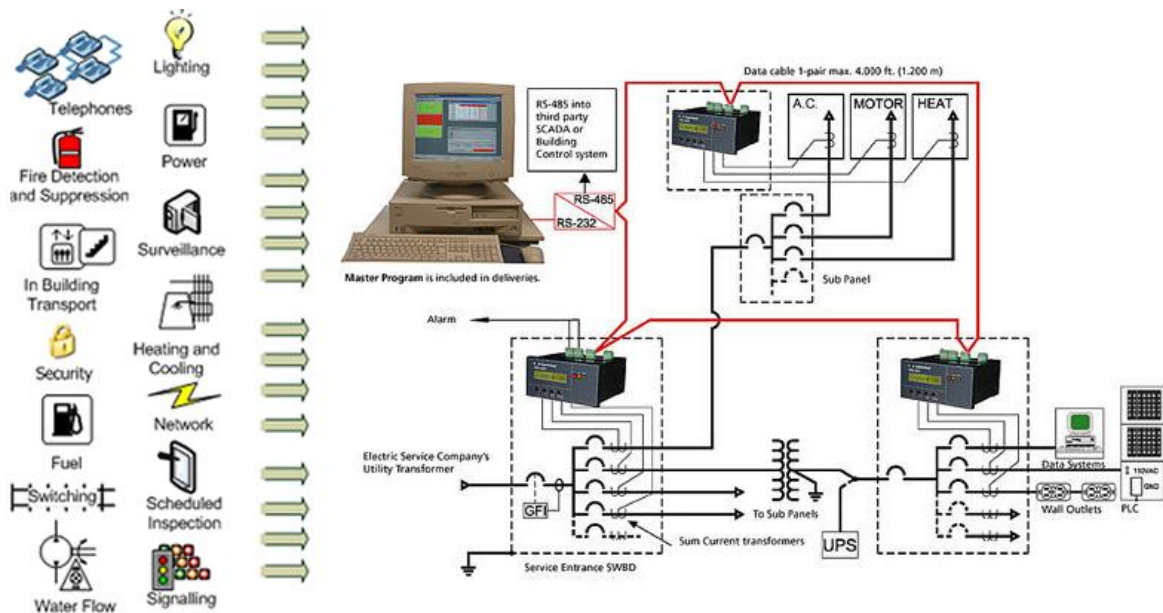 Telephones
Lighting
Fire Detection
and Suppression
Power
Surveillance
In Building
Transport
Heating and
Cooling
Security
Network
Fuel
Switching
Scheduled
Inspection
Water Flow
Signalling
Data cable 1-pair max. 4.000 ft. (1.200 m)
RS-485 into
third party
SCADA or
Building
Control system
A.C.
MOTOR
HEAT
RS-485
RS-232
Master Program is included in deliveries.
Sub Panel
Alarm
Electric Service Company's
Utility Transformer
GFI
To Sub Panels
Sum Current transformers
Service Entrance SWBD
UPS
Data Systems
110VAC
GND
Wall Outlets
PLC